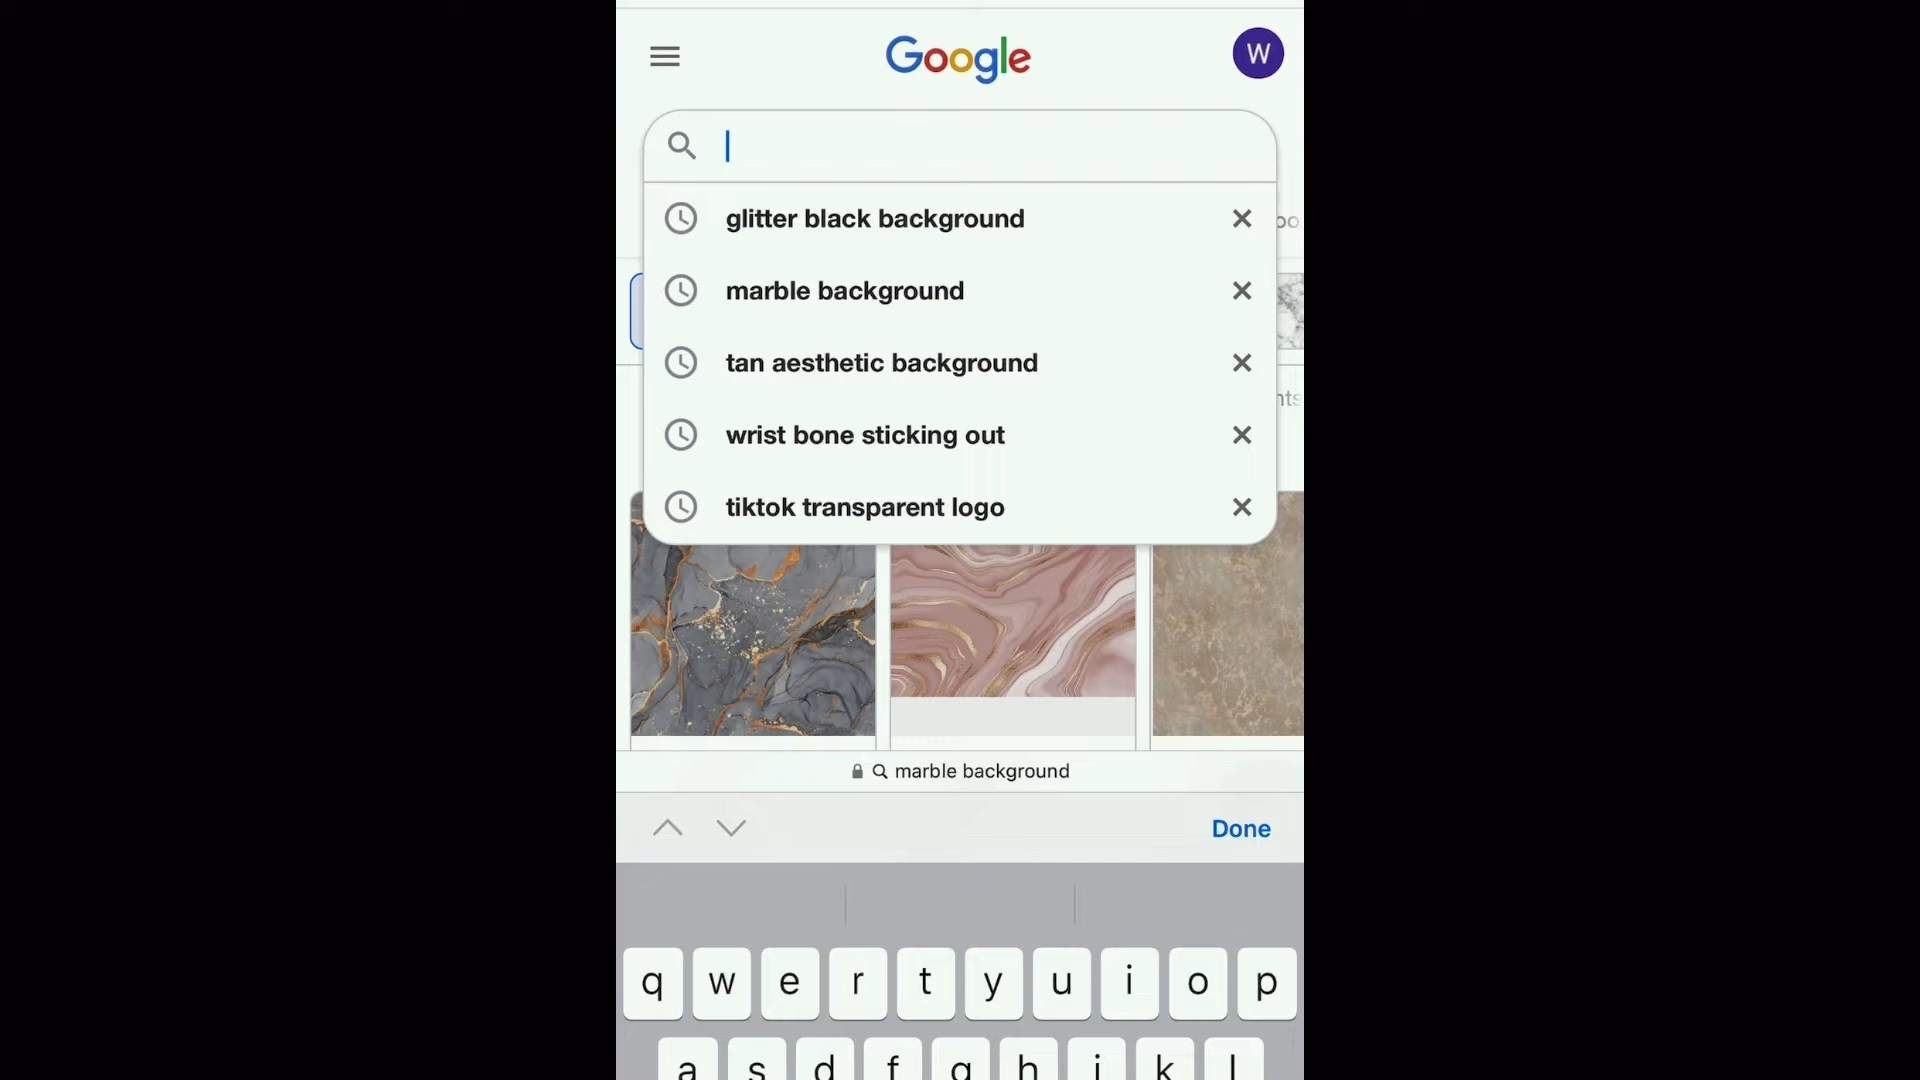 Google
W
glitter black background
marble background
tan aesthetic background
wrist bone sticking out
tiktok transparent logo
marble background
Done
q w e r t y u i o p
a s d f g h j k l